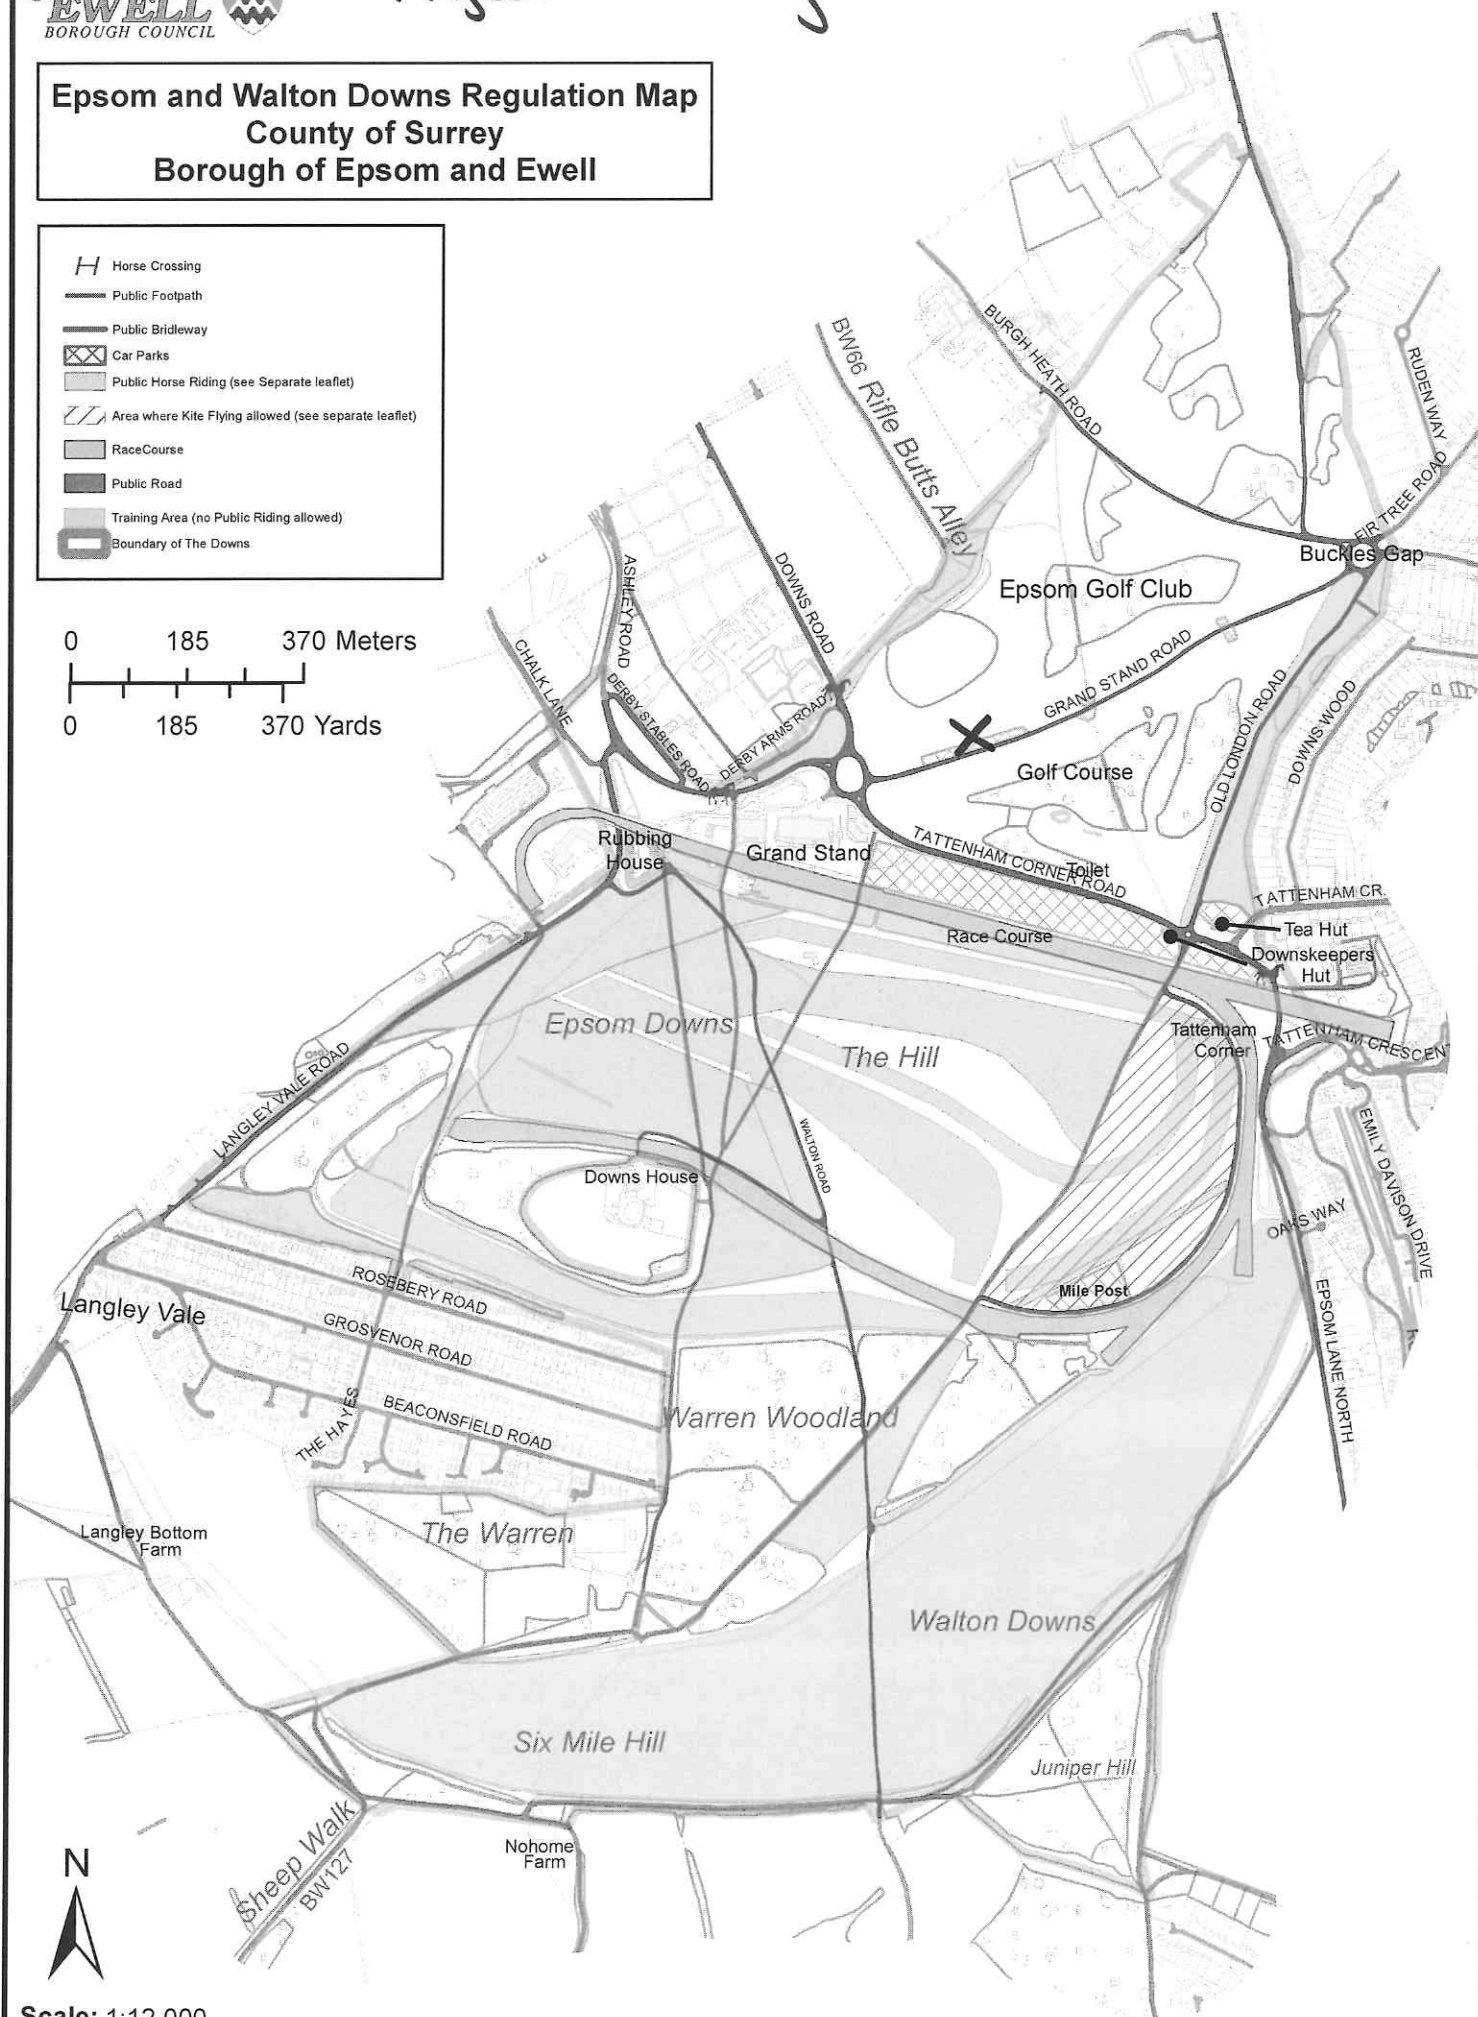 EWELL
BOROUGH COUNCIL
Epsom and Walton Downs Regulation Map
County of Surrey
Borough of Epsom and Ewell
Horse Crossing
Public Footpath
Public Bridleway
Car Parks
Public Horse Riding (see Separate leaflet)
Area where Kite Flying allowed (see separate leaflet)
RaceCourse
Public Road
Training Area (no Public Riding allowed)
Boundary of The Downs
0 185 370 Meters
0 185 370 Yards
BW66 Rifle Butts Alley
BURGH HEATH ROAD
RUDEN WAY
FIR TREE ROAD
Buckles Gap
Epsom Golf Club
ASHLEY ROAD
DOWNS ROAD
CHALK LANE
DERBY STABLES ROAD
DERBY ARMS ROAD
GRAND STAND ROAD
OLD LONDON ROAD
DOWNS WOOD
Golf Course
Rubbing
House
Grand Stand
TATTENHAM CORNER ROAD
Toilet
TATTENHAM CR.
Race Course
Tea Hut
Downskeepers
Hut
Epsom Downs
The Hill
Tattenham
Corner
TATTENHAM CRESCENT
LANGLEY VALE ROAD
WALTON ROAD
Downs House
EMILY DAVISON DRIVE
OAKS WAY
Mile Post
EPSOM LANE NORTH
Langley Vale
ROSEBERY ROAD
GROSVENOR ROAD
BEACONSFIELD ROAD
THE HAYES
Warren Woodland
The Warren
Langley Bottom
Farm
Walton Downs
Six Mile Hill
Juniper Hill
Nohome
Farm
Sheep Walk
BW127
N
Scale: 1:12,000